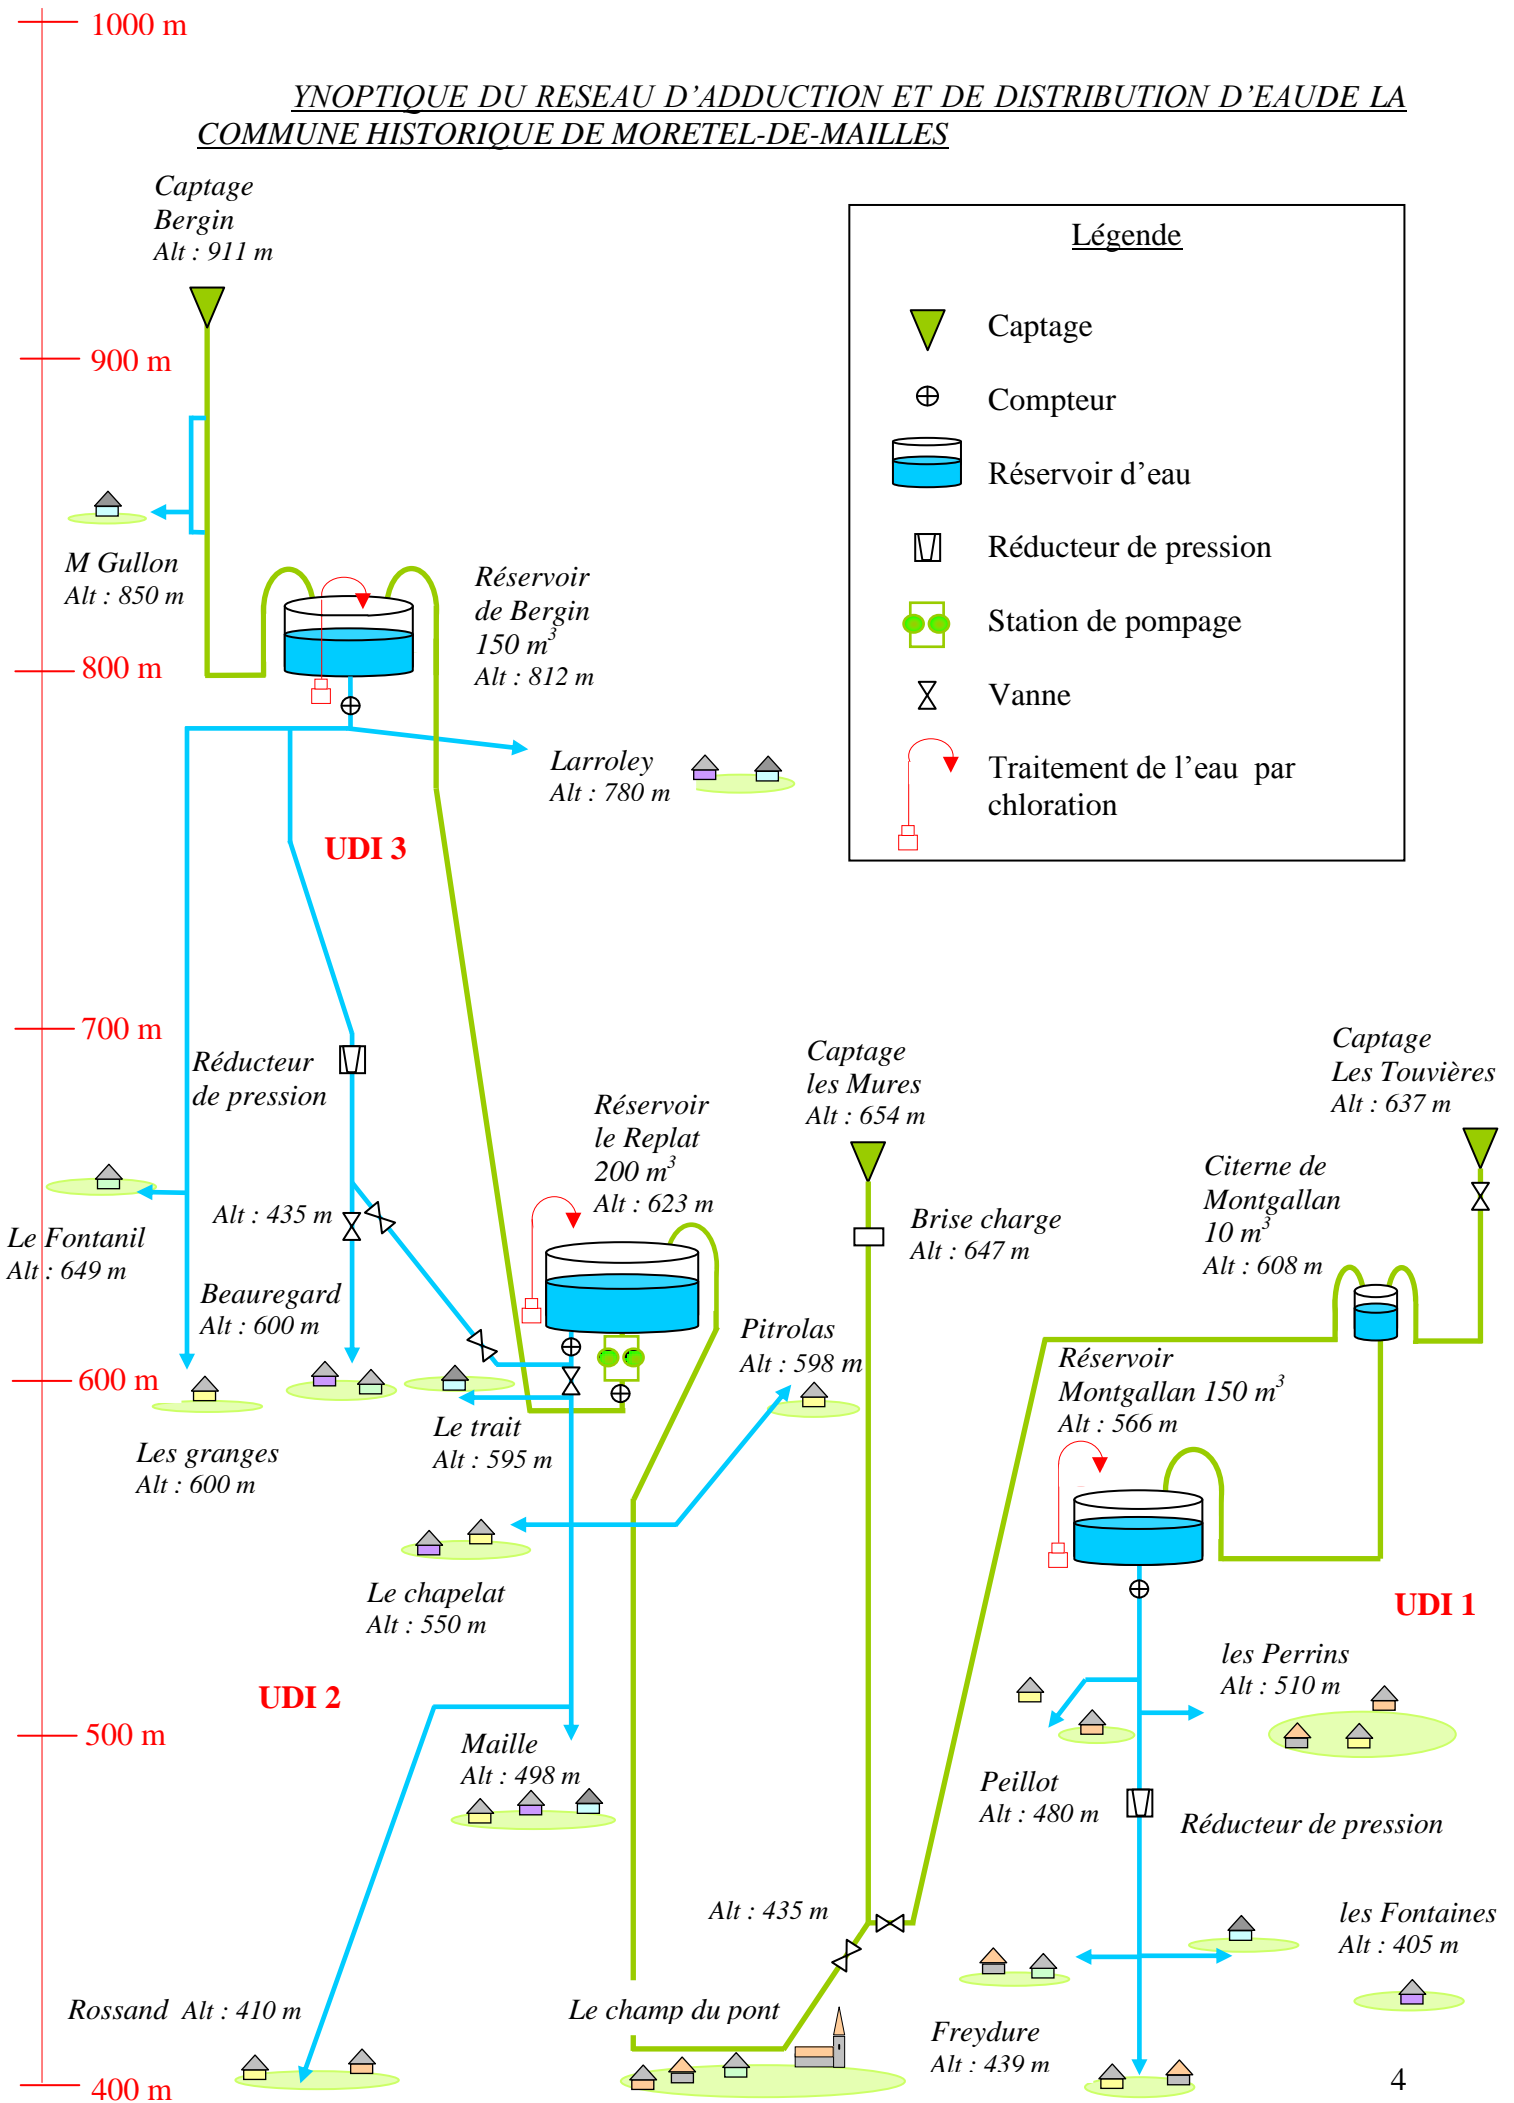 1000 m
YNOPTIQUE DU RESEAU D'ADDUCTION ET DE DISTRIBUTION D'EAUDE LA
COMMUNE HISTORIQUE DE MORETEL-DE-MAILLES
Captage
Bergin
Alt : 911 m
Légende
Captage
Compteur
Réservoir d'eau
Réducteur de pression
Station de pompage
Vanne
Traitement de l'eau par
chloration
900 m
M Gullon
Alt : 850 m
Réservoir
de Bergin
150 m³
Alt : 812 m
800 m
Larroley
Alt : 780 m
UDI 3
700 m
Réducteur
de pression
Réservoir
le Replat
200 m³
Alt : 623 m
Captage
les Mures
Alt : 654 m
Captage
Les Touvières
Alt : 637 m
Citerne de
Montgallan
10 m³
Alt : 608 m
Brise charge
Alt : 647 m
Alt : 435 m
Le Fontanil
Alt : 649 m
Beauregard
Alt : 600 m
Pitrolas
Alt : 598 m
Réservoir
Montgallan 150 m³
Alt : 566 m
600 m
Les granges
Alt : 600 m
Le trait
Alt : 595 m
Le chapelat
Alt : 550 m
UDI 1
UDI 2
les Perrins
Alt : 510 m
500 m
Maille
Alt : 498 m
Peillot
Alt : 480 m
Réducteur de pression
Alt : 435 m
les Fontaines
Alt : 405 m
Rossand Alt : 410 m
Le champ du pont
Freydure
Alt : 439 m
400 m
4